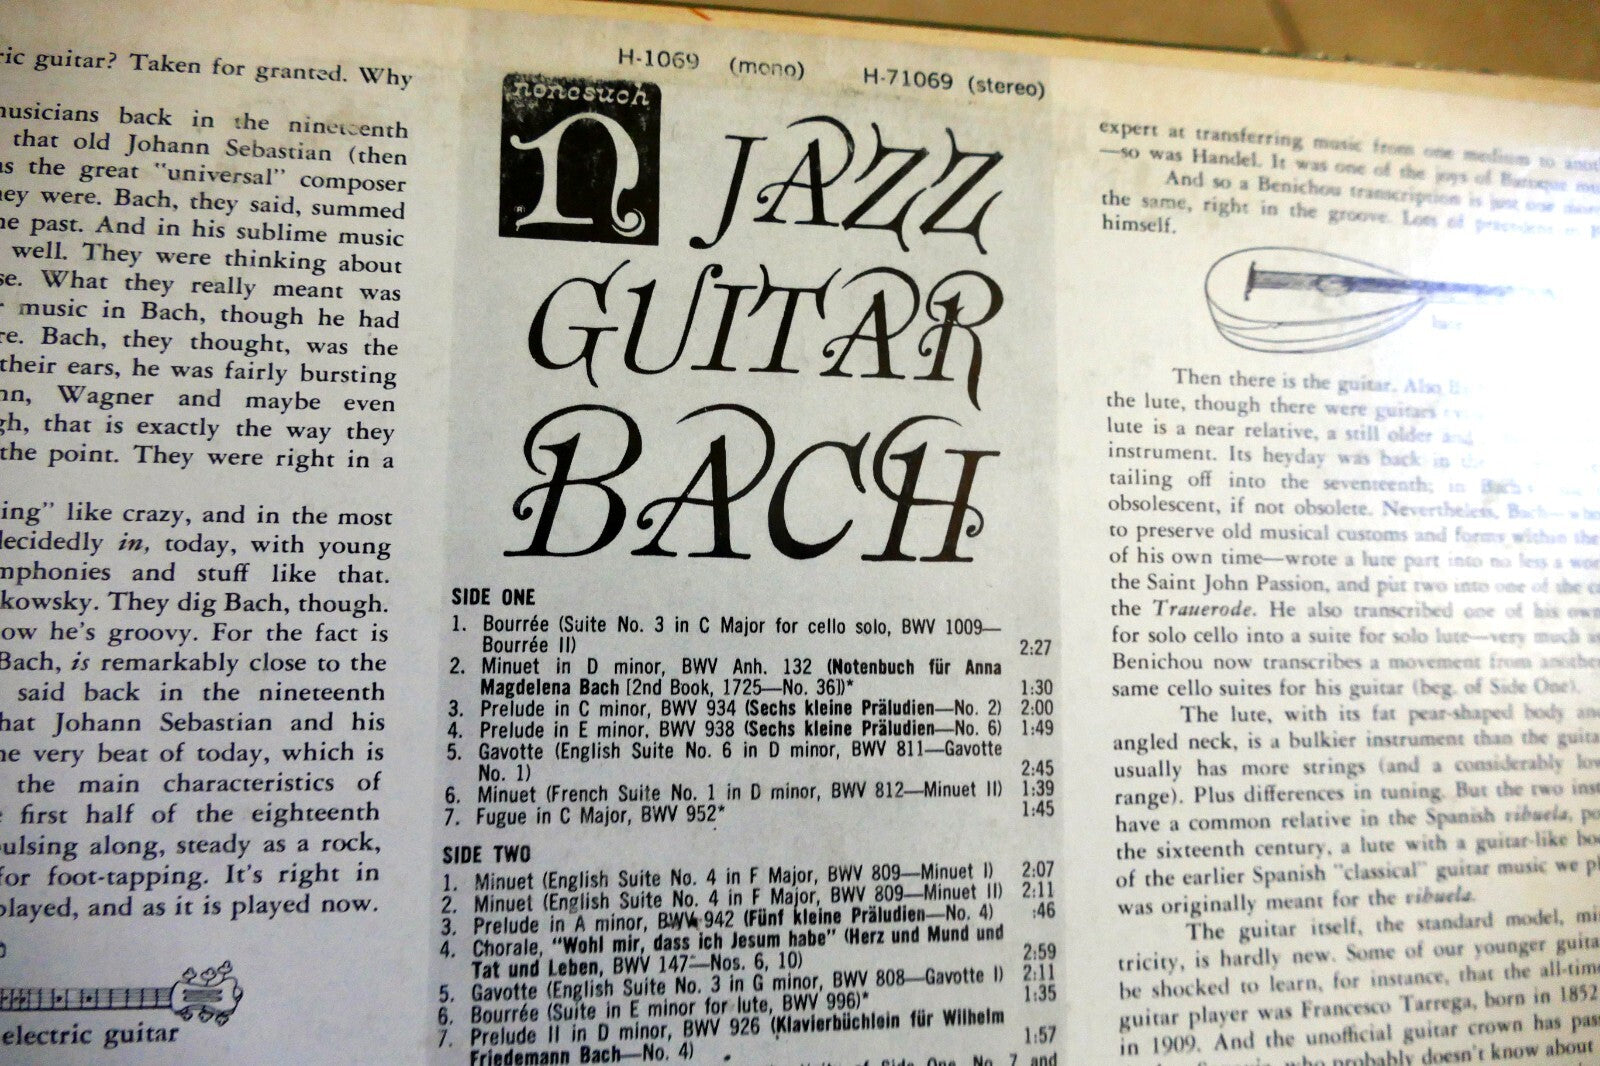 ric guitar? Taken for granted. Why
musicians back in the nineteenth
that old Johann Sebastian (then
as the great "universal" composer
hey were. Bach, they said, summed
he past. And in his sublime music
well. They were thinking about
se. What they really meant was
music in Bach, though he had
re. Bach, they thought, was the
their ears, he was fairly bursting
nn, Wagner and maybe even
gh, that is exactly the way they
the point. They were right in a
ing" like crazy, and in the most
decidedly in, today, with young
mphonies and stuff like that.
kowsky. They dig Bach, though.
ow he's groovy. For the fact is
Bach, is remarkably close to the
said back in the nineteenth
hat Johann Sebastian and his
he very beat of today, which is
the main characteristics of
first half of the eighteenth
pulsing along, steady as a rock,
for foot-tapping. It's right in
played, and as it is played now.
electric guitar
H-1069 (mono) H-71069 (stereo)
nonesuch
n
JAZZ
GUITAR
BACH
SIDE ONE
1. Bourrée (Suite No. 3 in C Major for cello solo, BWV 1009—
Bourrée II) 2:27
2. Minuet in D minor, BWV Anh. 132 (Notenbuch für Anna
Magdelena Bach [2nd Book, 1725—No. 36])* 1:30
3. Prelude in C minor, BWV 934 (Sechs kleine Präludien—No. 2) 2:00
4. Prelude in E minor, BWV 938 (Sechs kleine Präludien—No. 6) 1:49
5. Gavotte (English Suite No. 6 in D minor, BWV 811—Gavotte
No. 1) 2:45
6. Minuet (French Suite No. 1 in D minor, BWV 812—Minuet II) 1:39
7. Fugue in C Major, BWV 952* 1:45
SIDE TWO
1. Minuet (English Suite No. 4 in F Major, BWV 809—Minuet I) 2:07
2. Minuet (English Suite No. 4 in F Major, BWV 809—Minuet II) 2:11
3. Prelude in A minor, BWV 942 (Fünf kleine Präludien—No. 4) :46
4. Chorale, "Wohl mir, dass ich Jesum habe" (Herz und Mund und
Tat und Leben, BWV 147—Nos. 6, 10) 2:59
5. Gavotte (English Suite No. 3 in G minor, BWV 808—Gavotte I) 2:11
6. Bourrée (Suite in E minor for lute, BWV 996)* 1:35
7. Prelude II in D minor, BWV 926 (Klavierbüchlein für Wilhelm
Friedemann Bach—No. 4) 1:57
of Side One, No. 7 and
expert at transferring music from one medium to
—so was Handel. It was one of the joys of Baroque
And so a Benichou transcription is just one more
the same, right in the groove. Lots of precedent
himself.
Then there is the guitar. Also
the lute, though there were guitars
lute is a near relative, a still older and
instrument. Its heyday was back in the
tailing off into the seventeenth; in Bach's
obsolescent, if not obsolete. Nevertheless, Bach—who
to preserve old musical customs and forms within the
of his own time—wrote a lute part into no less a
the Saint John Passion, and put two into one of the
the Trauerode. He also transcribed one of his own
for solo cello into a suite for solo lute—very much
Benichou now transcribes a movement from another
same cello suites for his guitar (beg. of Side One).
The lute, with its fat pear-shaped body and
angled neck, is a bulkier instrument than the
usually has more strings (and a considerably
range). Plus differences in tuning. But the two
have a common relative in the Spanish vihuela,
the sixteenth century, a lute with a guitar-like
of the earlier Spanish "classical" guitar music we
was originally meant for the vihuela.
The guitar itself, the standard model,
tricity, is hardly new. Some of our younger
be shocked to learn, for instance, that the all-time
guitar player was Francesco Tarrega, born in 1852
in 1909. And the unofficial guitar crown has
who probably doesn't know about